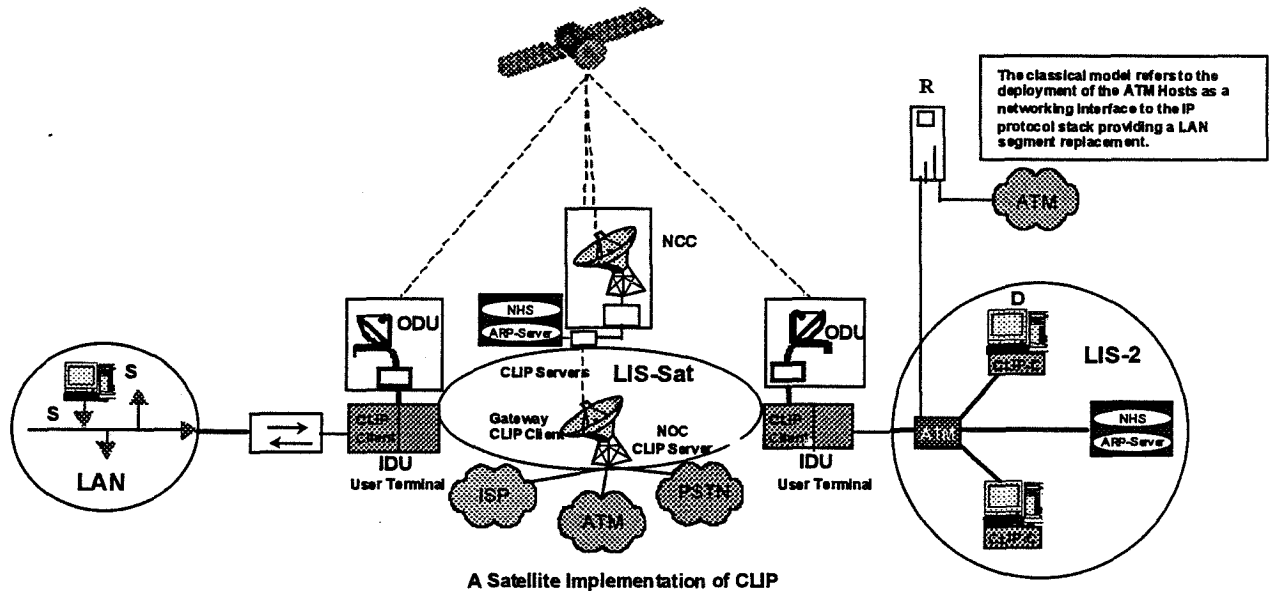 R
The classical model refers to the
deployment of the ATM Hosts as a
networking interface to the IP
protocol stack providing a LAN
segment replacement.
ATM
NCC
ODU
NHS
ARP-Server
ODU
D
CLIP-C
LIS-2
CLIP Servers
LIS-Sat
S
S
LAN
CLIP
Client
Gateway
CLIP Client
NOC
CLIP Server
CLIP
Client
ATM
NHS
ARP-Server
IDU
User Terminal
IDU
User Terminal
ISP
ATM
PSTN
CLIP-C
A Satellite Implementation of CLIP